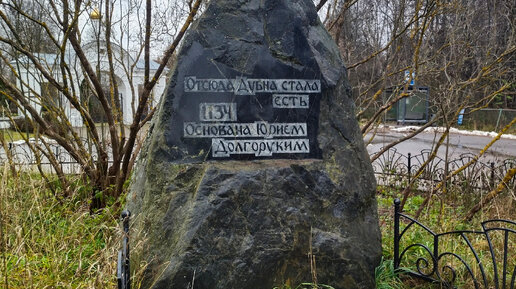 Отсюда Дубна стала
есть
1134
Основана Юрием
Долгоруким